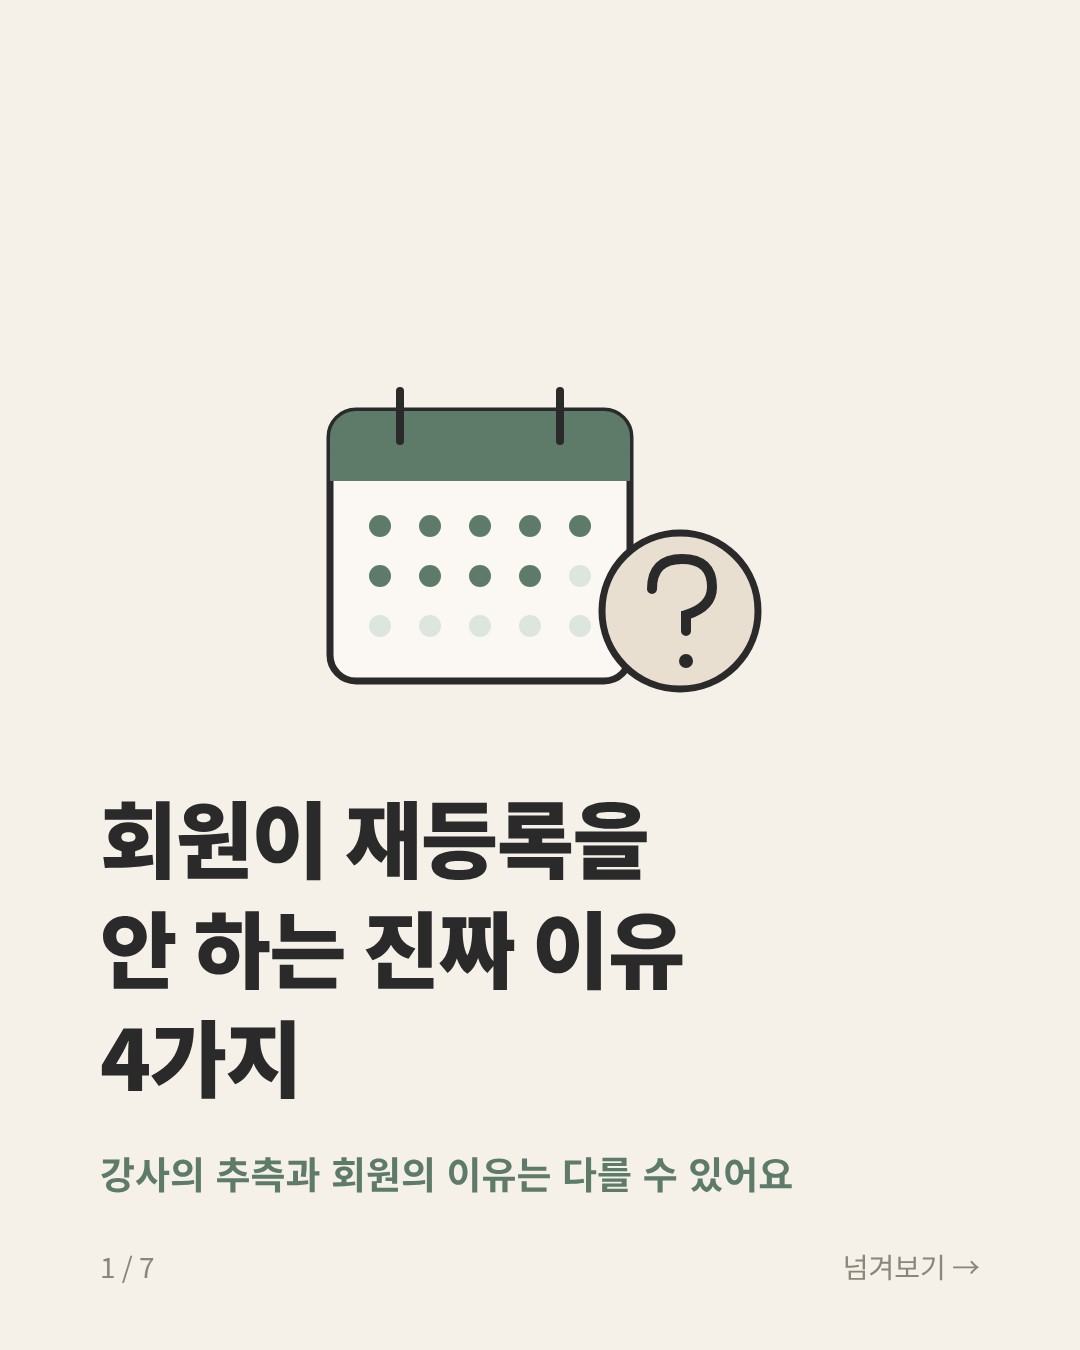 ?
회원이 재등록을
안 하는 진짜 이유
4가지
강사의 추측과 회원의 이유는 다를 수 있어요
1 / 7
넘겨보기 →